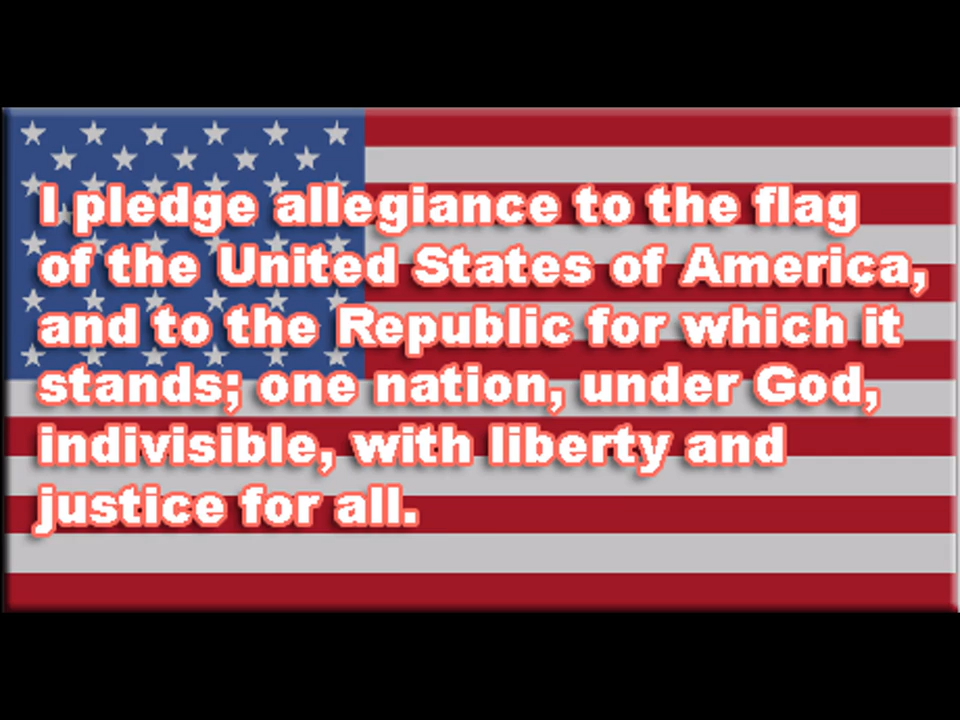 I pledge allegiance to the flag
of the United States of America,
and to the Republic for which it
stands; one nation, under God,
indivisible, with liberty and
justice for all.